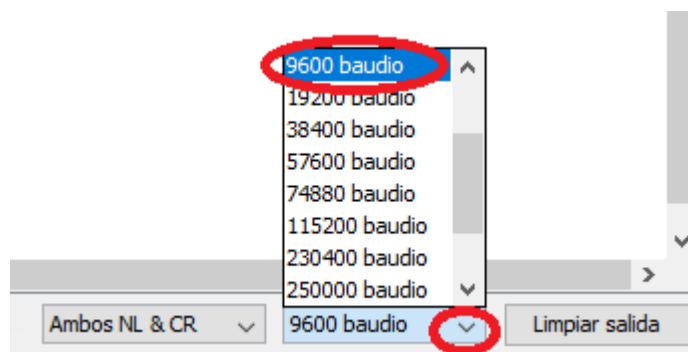 9600 baudio
19200 baudio
38400 baudio
57600 baudio
74880 baudio
115200 baudio
230400 baudio
250000 baudio
Ambos NL & CR
9600 baudio
Limpiar salida